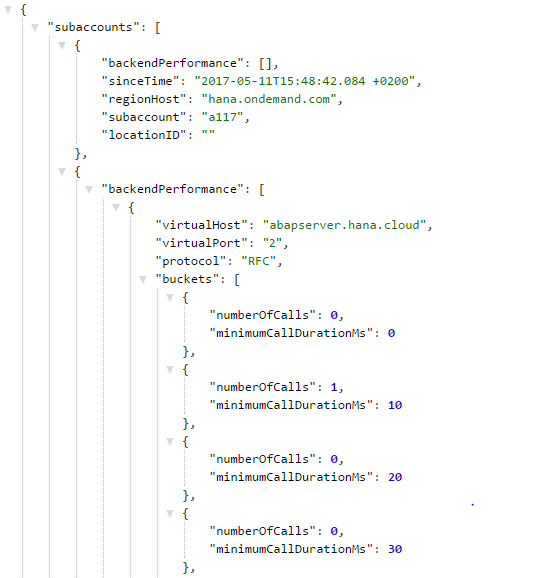 {
"subaccounts": [
{
"backendPerformance": [],
"sinceTime": "2017-05-11T15:48:42.084 +0200",
"regionHost": "hana.ondemand.com",
"subaccount": "a117",
"locationID": ""
},
{
"backendPerformance": [
{
"virtualHost": "abapserver.hana.cloud",
"virtualPort": "2",
"protocol": "RFC",
"buckets": [
{
"numberOfCalls": 0,
"minimumCallDurationMs": 0
},
{
"numberOfCalls": 1,
"minimumCallDurationMs": 10
},
{
"numberOfCalls": 0,
"minimumCallDurationMs": 20
},
{
"numberOfCalls": 0,
"minimumCallDurationMs": 30
},